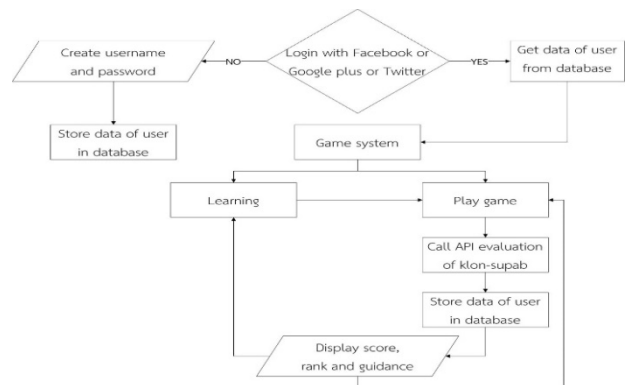 Create username
and password
NO
Login with Facebook or
Google plus or Twitter
YES
Get data of user
from database
Store data of user
in database
Game system
Learning
Play game
Call API evaluation
of klon-supab
Store data of user
in database
Display score,
rank and guidance